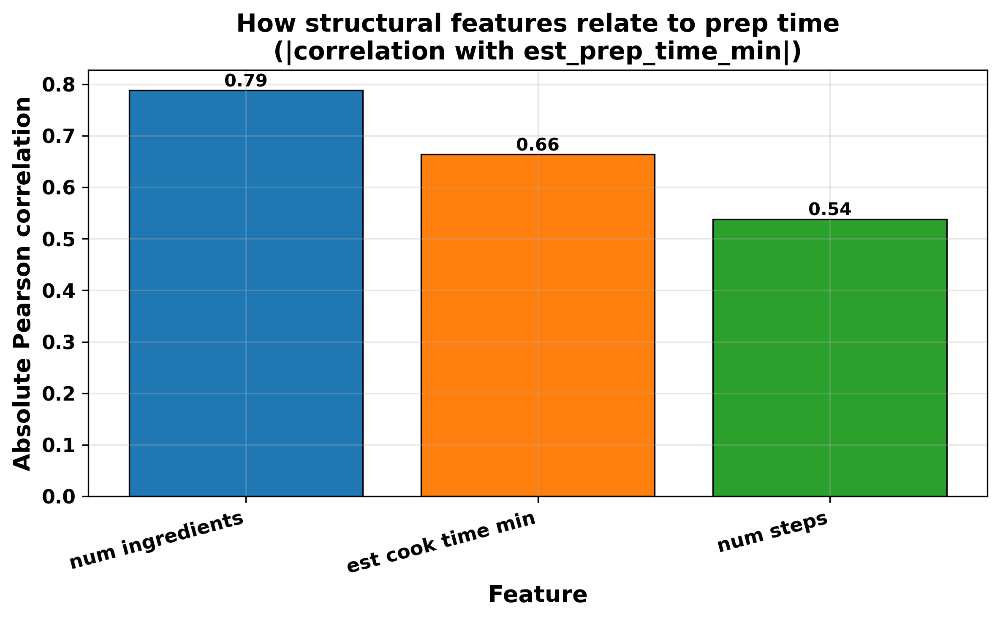 How structural features relate to prep time
(|correlation with est_prep_time_min|)
Absolute Pearson correlation
0.8
0.7
0.6
0.5
0.4
0.3
0.2
0.1
0.0
0.79
0.66
0.54
num ingredients
est cook time min
num steps
Feature